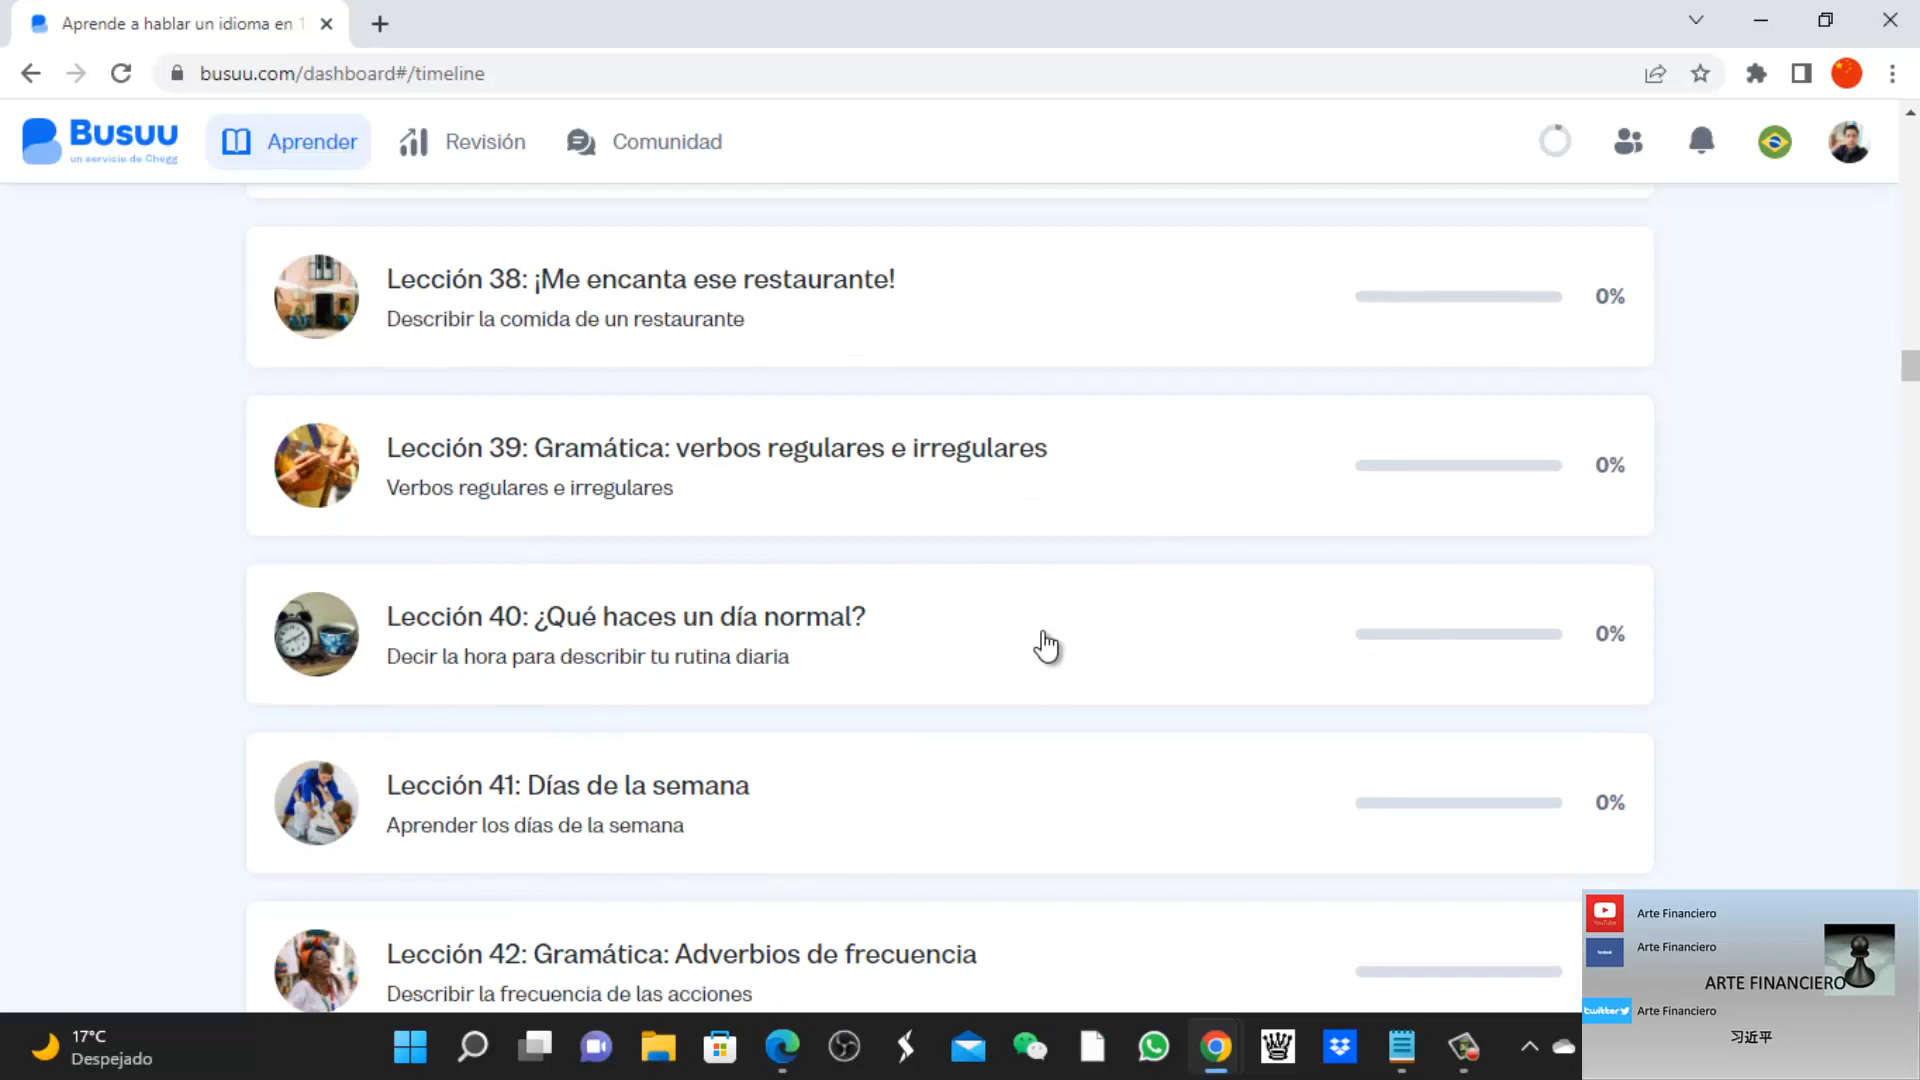 Aprende a hablar un idioma en 1
busuu.com/dashboard#/timeline
Busuu
un servicio de Chegg
Aprender
Revisión
Comunidad
Lección 38: ¡Me encanta ese restaurante!
Describir la comida de un restaurante
0%
Lección 39: Gramática: verbos regulares e irregulares
Verbos regulares e irregulares
0%
Lección 40: ¿Qué haces un día normal?
Decir la hora para describir tu rutina diaria
0%
Lección 41: Días de la semana
Aprender los días de la semana
0%
Lección 42: Gramática: Adverbios de frecuencia
Describir la frecuencia de las acciones
YouTube
Arte Financiero
facebook
Arte Financiero
ARTE FINANCIERO
twitter
Arte Financiero
习近平
17°C
Despejado